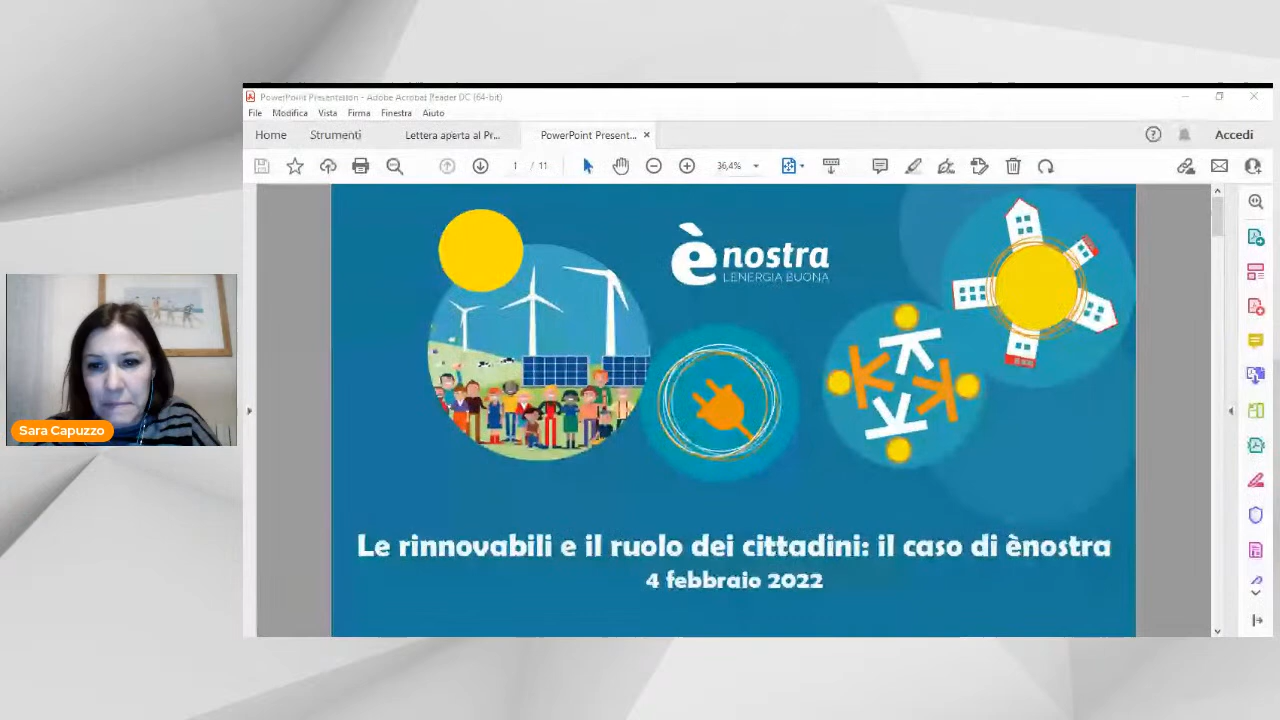 PowerPoint Presentation - Adobe Acrobat Reader DC (64-bit)
File Modifica Vista Firma Finestra Aiuto
Home Strumenti Lettera aperta al Pr... PowerPoint Present... × Accedi
1 / 11 36,4%
ènostra
L'ENERGIA BUONA
Sara Capuzzo
Le rinnovabili e il ruolo dei cittadini: il caso di ènostra
4 febbraio 2022